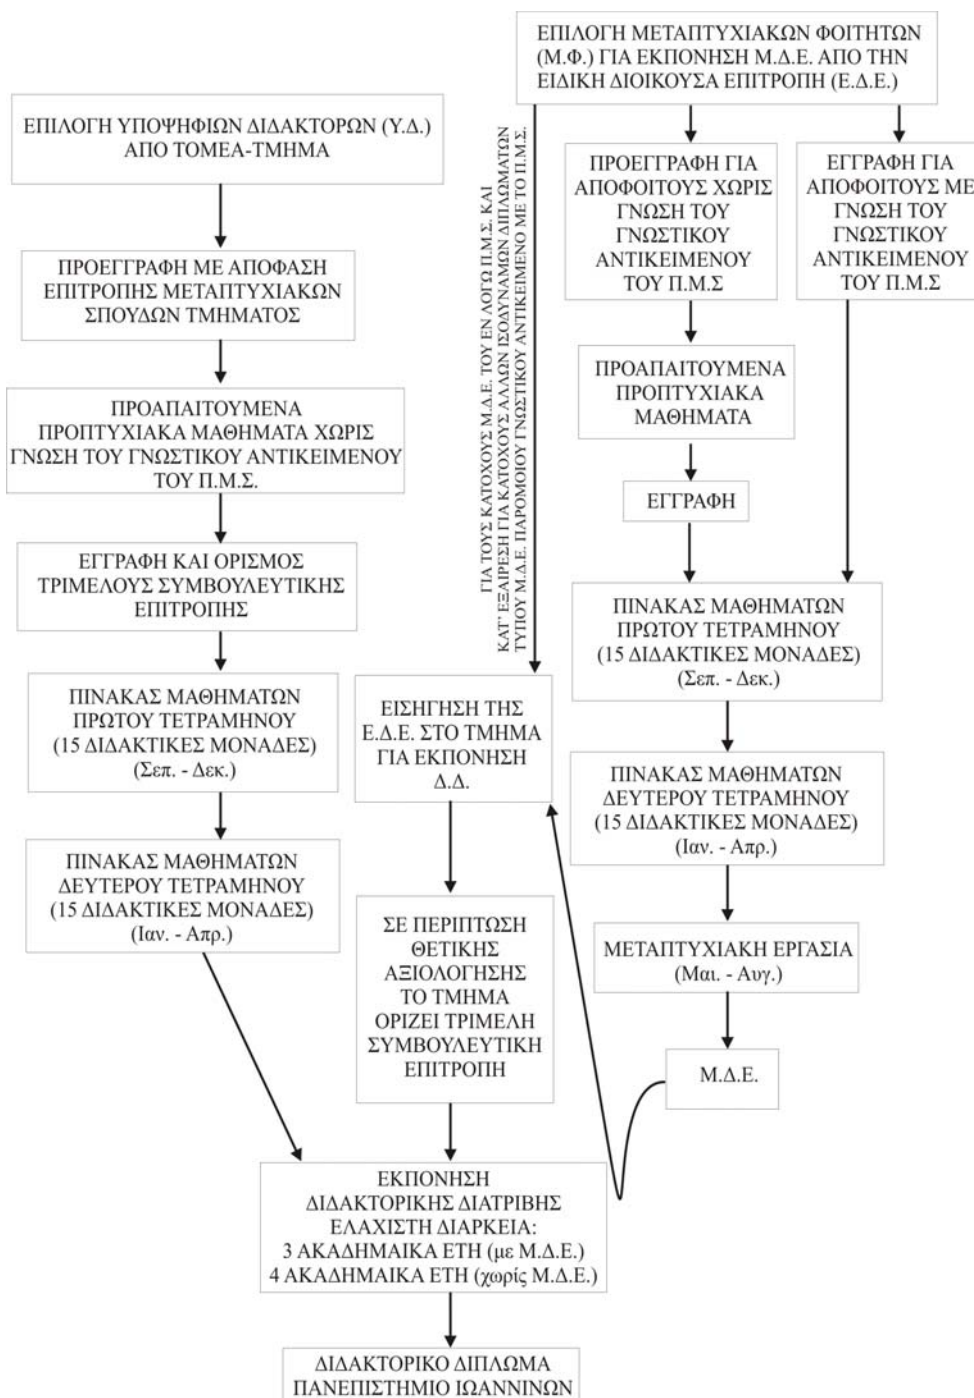 ΕΠΙΛΟΓΗ ΜΕΤΑΠΤΥΧΙΑΚΩΝ ΦΟΙΤΗΤΩΝ
(Μ.Φ.) ΓΙΑ ΕΚΠΟΝΗΣΗ Μ.Δ.Ε. ΑΠΟ ΤΗΝ
ΕΙΔΙΚΗ ΔΙΟΙΚΟΥΣΑ ΕΠΙΤΡΟΠΗ (Ε.Δ.Ε.)
ΕΠΙΛΟΓΗ ΥΠΟΨΗΦΙΩΝ ΔΙΔΑΚΤΟΡΩΝ (Υ.Δ.)
ΑΠΟ ΤΟΜΕΑ-ΤΜΗΜΑ
ΠΡΟΕΓΓΡΑΦΗ ΜΕ ΑΠΟΦΑΣΗ
ΕΠΙΤΡΟΠΗΣ ΜΕΤΑΠΤΥΧΙΑΚΩΝ
ΣΠΟΥΔΩΝ ΤΜΗΜΑΤΟΣ
ΠΡΟΑΠΑΙΤΟΥΜΕΝΑ
ΠΡΟΠΤΥΧΙΑΚΑ ΜΑΘΗΜΑΤΑ ΧΩΡΙΣ
ΓΝΩΣΗ ΤΟΥ ΓΝΩΣΤΙΚΟΥ ΑΝΤΙΚΕΙΜΕΝΟΥ
ΤΟΥ Π.Μ.Σ.
ΕΓΓΡΑΦΗ ΚΑΙ ΟΡΙΣΜΟΣ
ΤΡΙΜΕΛΟΥΣ ΣΥΜΒΟΥΛΕΥΤΙΚΗΣ
ΕΠΙΤΡΟΠΗΣ
ΠΙΝΑΚΑΣ ΜΑΘΗΜΑΤΩΝ
ΠΡΩΤΟΥ ΤΕΤΡΑΜΗΝΟΥ
(15 ΔΙΔΑΚΤΙΚΕΣ ΜΟΝΑΔΕΣ)
(Σεπ. - Δεκ.)
ΠΙΝΑΚΑΣ ΜΑΘΗΜΑΤΩΝ
ΔΕΥΤΕΡΟΥ ΤΕΤΡΑΜΗΝΟΥ
(15 ΔΙΔΑΚΤΙΚΕΣ ΜΟΝΑΔΕΣ)
(Ιαν. - Απρ.)
ΓΙΑ ΤΟΥΣ ΚΑΤΟΧΟΥΣ Μ.Δ.Ε. ΤΟΥ ΕΝ ΛΟΓΩ Π.Μ.Σ. ΚΑΙ
ΚΑΤ' ΕΞΑΙΡΕΣΗ ΓΙΑ ΚΑΤΟΧΟΥΣ ΑΛΛΩΝ ΙΣΟΔΥΝΑΜΩΝ ΔΙΠΛΩΜΑΤΩΝ
ΤΥΠΟΥ Μ.Δ.Ε. ΠΑΡΟΜΟΙΟΥ ΓΝΩΣΤΙΚΟΥ ΑΝΤΙΚΕΙΜΕΝΟ ΜΕ ΤΟ Π.Μ.Σ.
ΠΡΟΕΓΓΡΑΦΗ ΓΙΑ
ΑΠΟΦΟΙΤΟΥΣ ΧΩΡΙΣ
ΓΝΩΣΗ ΤΟΥ
ΓΝΩΣΤΙΚΟΥ
ΑΝΤΙΚΕΙΜΕΝΟΥ
ΤΟΥ Π.Μ.Σ
ΕΓΓΡΑΦΗ ΓΙΑ
ΑΠΟΦΟΙΤΟΥΣ ΜΕ
ΓΝΩΣΗ ΤΟΥ
ΓΝΩΣΤΙΚΟΥ
ΑΝΤΙΚΕΙΜΕΝΟΥ
ΤΟΥ Π.Μ.Σ
ΠΡΟΑΠΑΙΤΟΥΜΕΝΑ
ΠΡΟΠΤΥΧΙΑΚΑ
ΜΑΘΗΜΑΤΑ
ΕΓΓΡΑΦΗ
ΠΙΝΑΚΑΣ ΜΑΘΗΜΑΤΩΝ
ΠΡΩΤΟΥ ΤΕΤΡΑΜΗΝΟΥ
(15 ΔΙΔΑΚΤΙΚΕΣ ΜΟΝΑΔΕΣ)
(Σεπ. - Δεκ.)
ΠΙΝΑΚΑΣ ΜΑΘΗΜΑΤΩΝ
ΔΕΥΤΕΡΟΥ ΤΕΤΡΑΜΗΝΟΥ
(15 ΔΙΔΑΚΤΙΚΕΣ ΜΟΝΑΔΕΣ)
(Ιαν. - Απρ.)
ΜΕΤΑΠΤΥΧΙΑΚΗ ΕΡΓΑΣΙΑ
(Μαι. - Αυγ.)
Μ.Δ.Ε.
ΕΙΣΗΓΗΣΗ ΤΗΣ
Ε.Δ.Ε. ΣΤΟ ΤΜΗΜΑ
ΓΙΑ ΕΚΠΟΝΗΣΗ
Δ.Δ.
ΣΕ ΠΕΡΙΠΤΩΣΗ
ΘΕΤΙΚΗΣ
ΑΞΙΟΛΟΓΗΣΗΣ
ΤΟ ΤΜΗΜΑ
ΟΡΙΖΕΙ ΤΡΙΜΕΛΗ
ΣΥΜΒΟΥΛΕΥΤΙΚΗ
ΕΠΙΤΡΟΠΗ
ΕΚΠΟΝΗΣΗ
ΔΙΔΑΚΤΟΡΙΚΗΣ ΔΙΑΤΡΙΒΗΣ
ΕΛΑΧΙΣΤΗ ΔΙΑΡΚΕΙΑ:
3 ΑΚΑΔΗΜΑΙΚΑ ΕΤΗ (με Μ.Δ.Ε.)
4 ΑΚΑΔΗΜΑΙΚΑ ΕΤΗ (χωρίς Μ.Δ.Ε.)
ΔΙΔΑΚΤΟΡΙΚΟ ΔΙΠΛΩΜΑ
ΠΑΝΕΠΙΣΤΗΜΙΟ ΙΩΑΝΝΙΝΩΝ